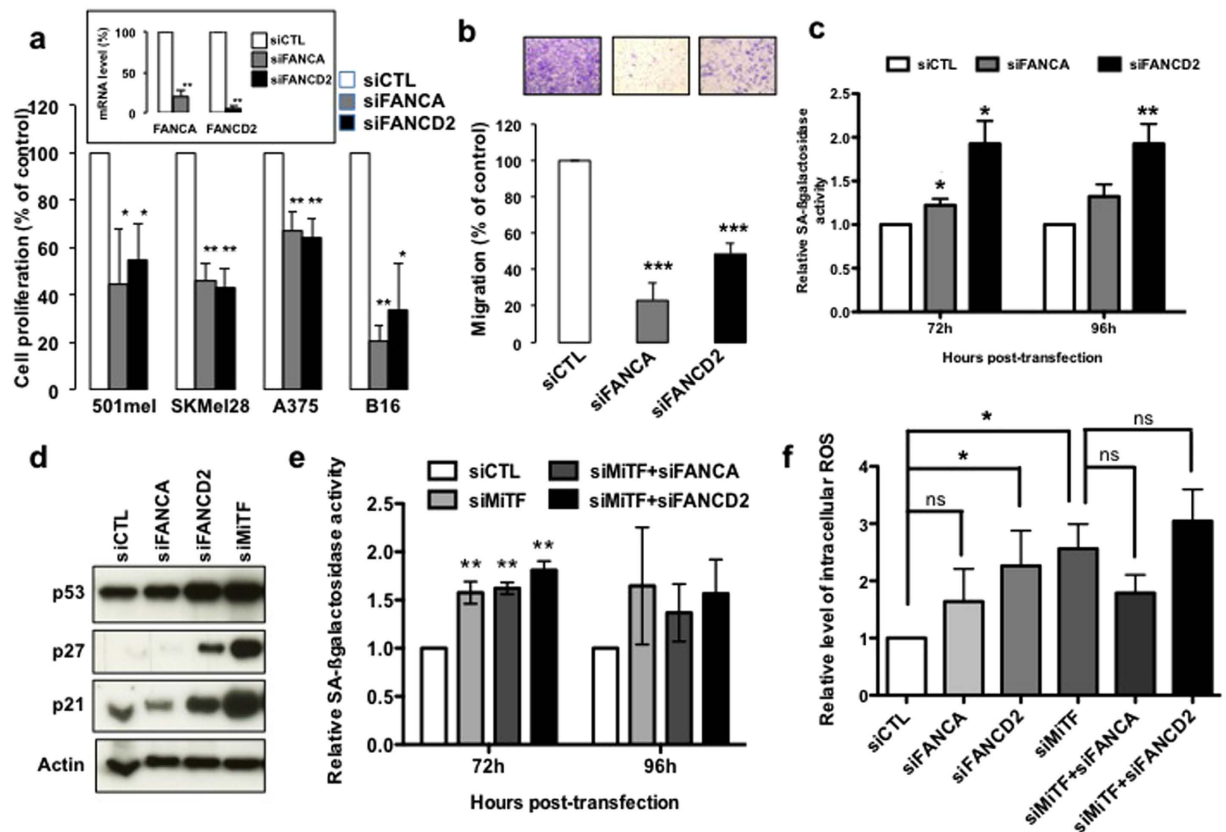 a
mRNA level (%)
100
50
0
** **
FANCA FANCD2
siCTL
siFANCA
siFANCD2
siCTL
siFANCA
siFANCD2
Cell proliferation (% of control)
120
100
80
60
40
20
0
* *
** **
** **
** *
501mel SKMel28 A375 B16
b
Migration (% of control)
120
100
80
60
40
20
0
***
***
siCTL
siFANCA
siFANCD2
c
siCTL siFANCA siFANCD2
Relative SA-ßgalactosidase
activity
2.5
2.0
1.5
1.0
0.5
0.0
* *
**
72h 96h
Hours post-transfection
d
siCTL
siFANCA
siFANCD2
siMiTF
p53
p27
p21
Actin
e
siCTL siMiTF+siFANCA
siMiTF siMiTF+siFANCD2
Relative SA-ßgalactosidase activity
2.5
2.0
1.5
1.0
0.5
0.0
** ** **
72h 96h
Hours post-transfection
f
Relative level of intracellular ROS
4
3
2
1
0
*
*
ns
ns
ns
siCTL
siFANCA
siFANCD2
siMiTF
siMiTF+siFANCA
siMiTF+siFANCD2